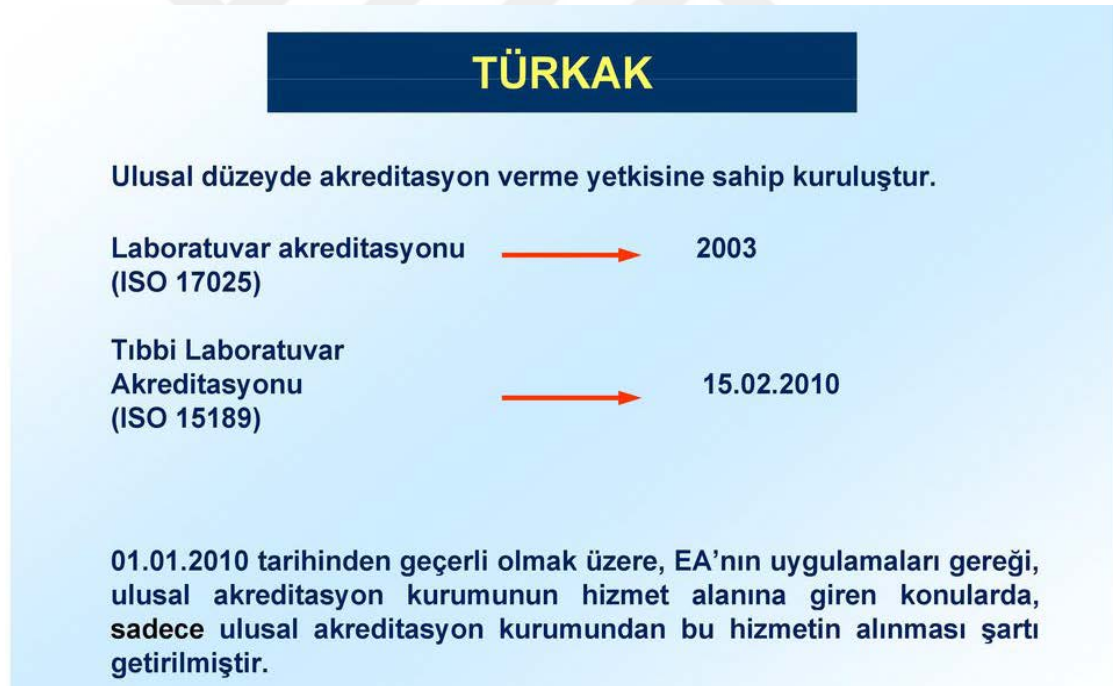 TÜRKAK
Ulusal düzeyde akreditasyon verme yetkisine sahip kuruluştur.
Laboratuvar akreditasyonu 2003
(ISO 17025)
Tıbbi Laboratuvar
Akreditasyonu 15.02.2010
(ISO 15189)
01.01.2010 tarihinden geçerli olmak üzere, EA’nın uygulamaları gereği,
ulusal akreditasyon kurumunun hizmet alanına giren konularda,
sadece ulusal akreditasyon kurumundan bu hizmetin alınması şartı
getirilmiştir.